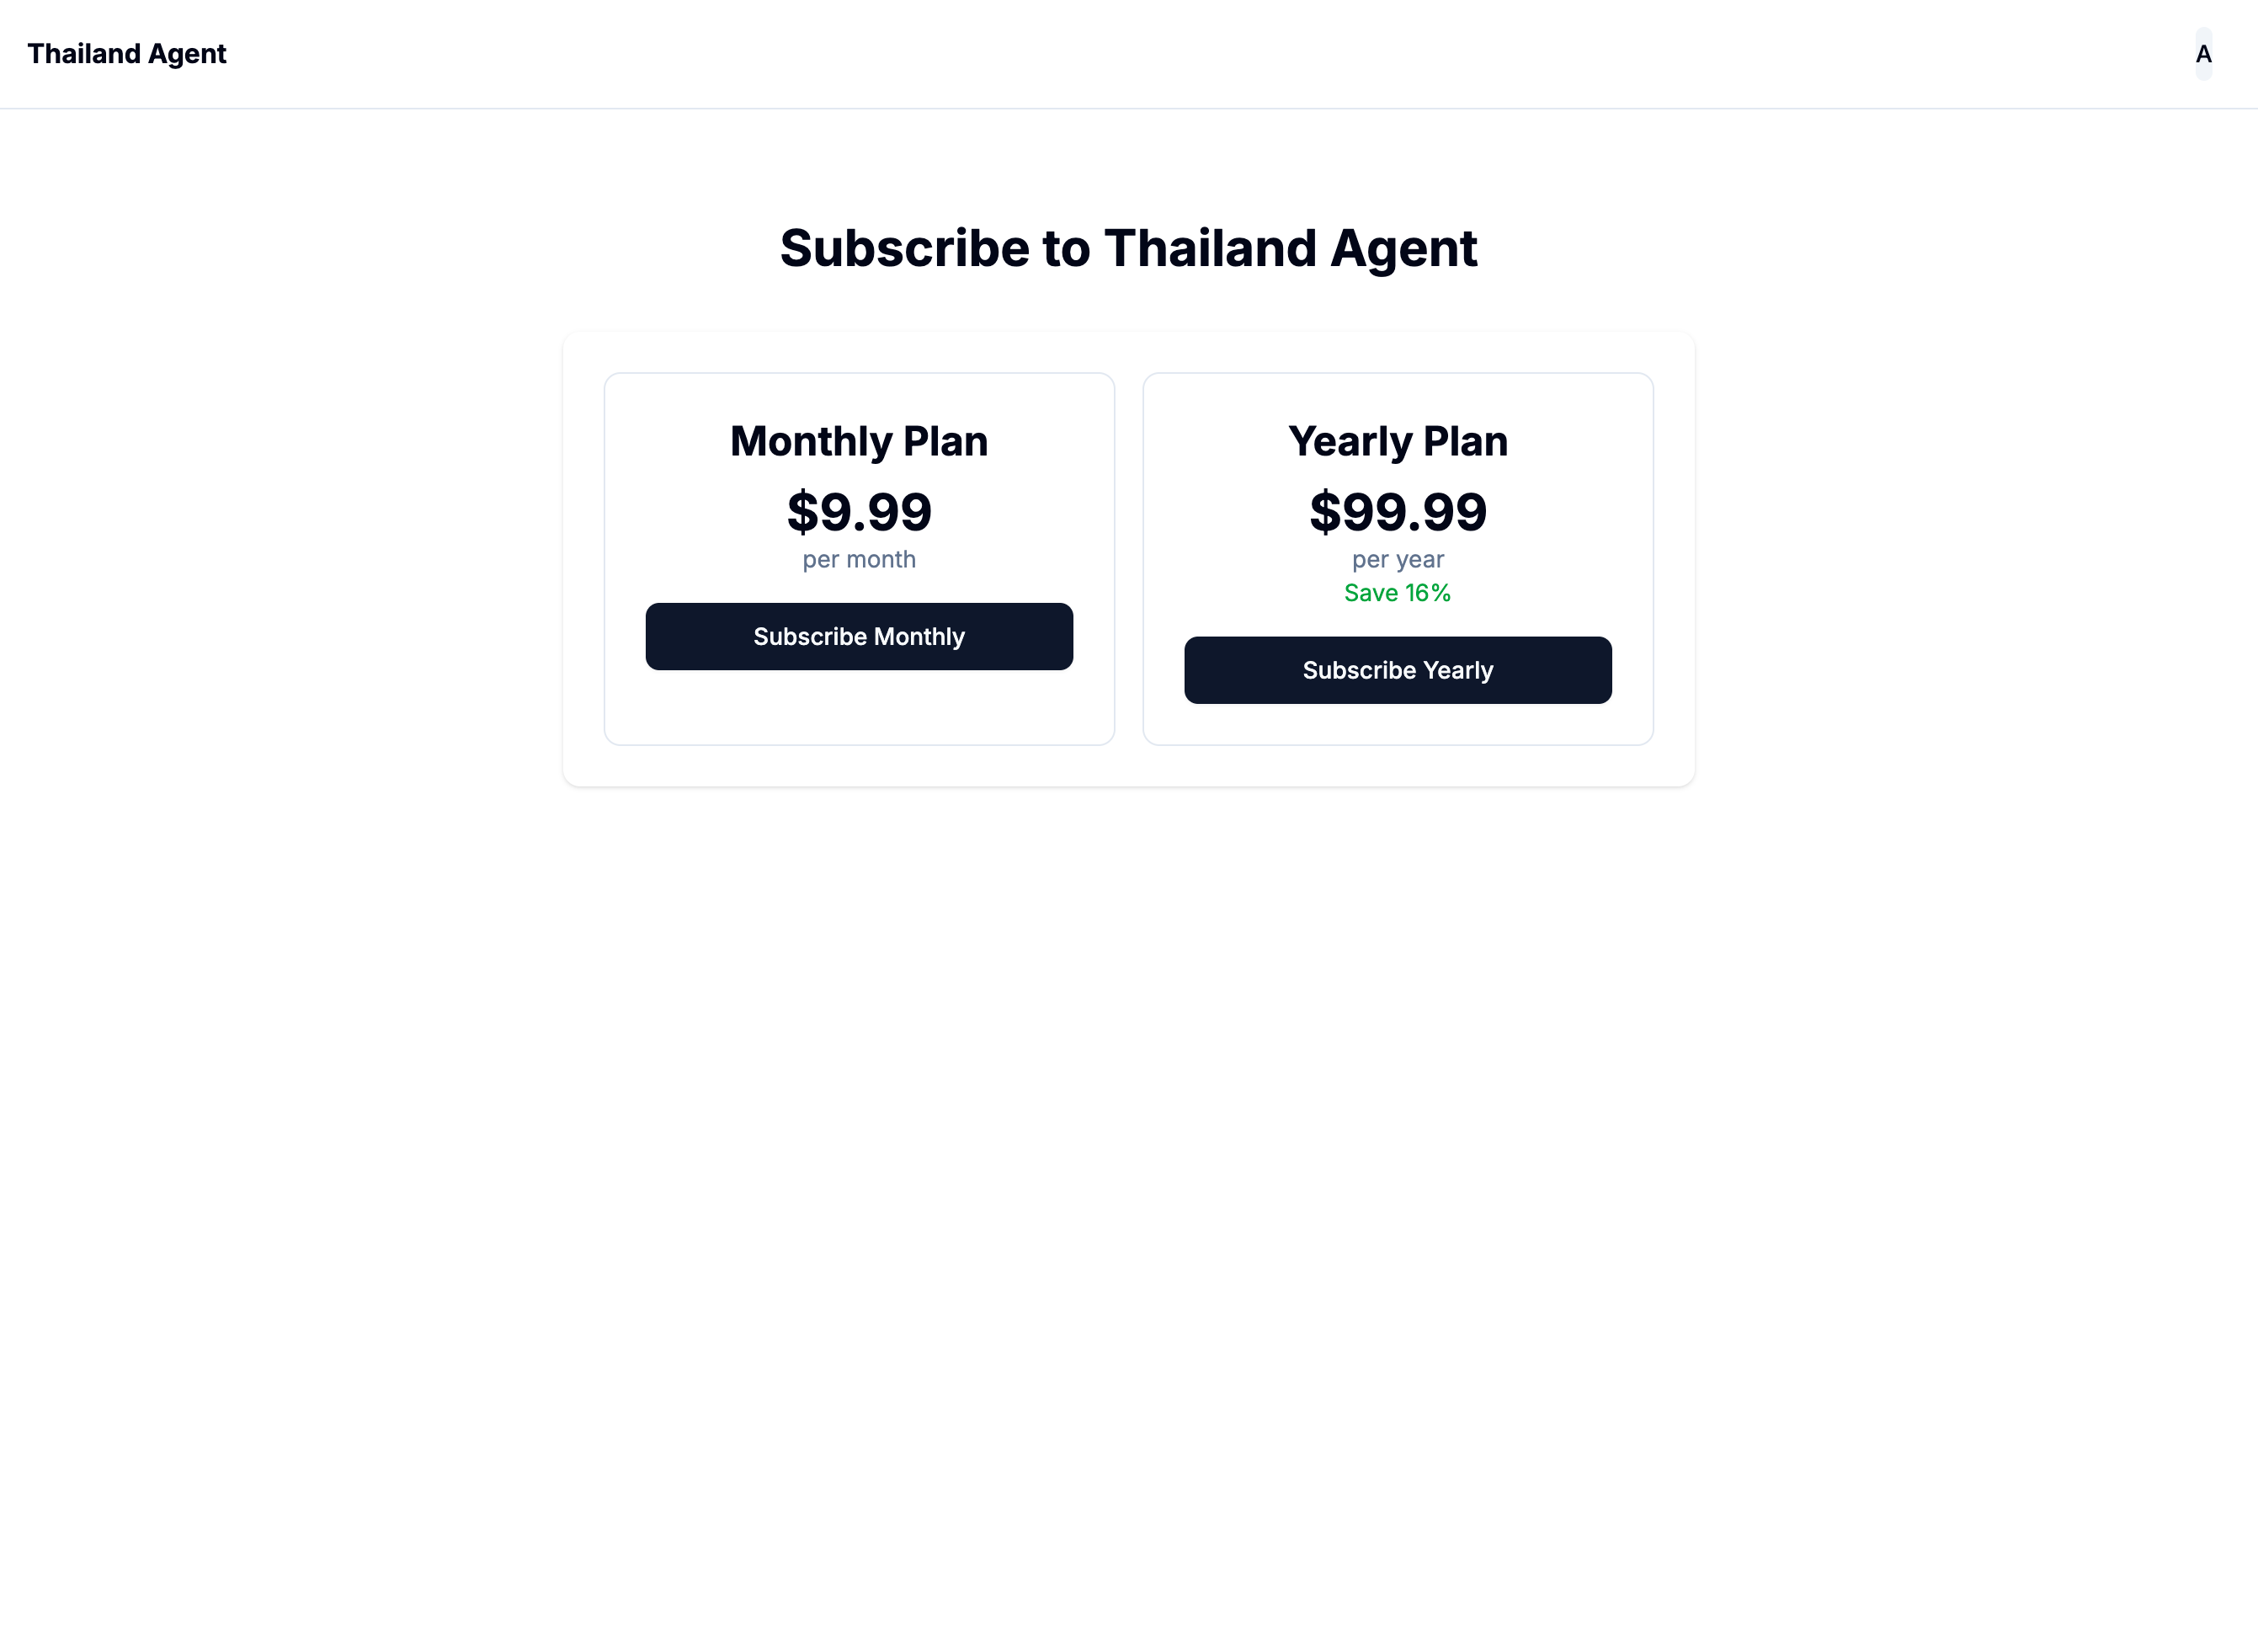 Thailand Agent
A
Subscribe to Thailand Agent
Monthly Plan
$9.99
per month
Subscribe Monthly
Yearly Plan
$99.99
per year
Save 16%
Subscribe Yearly